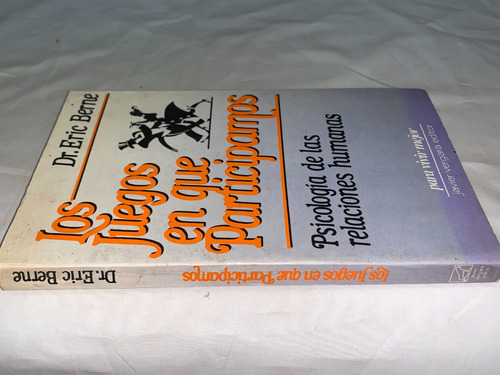 Dr. Eric Berne
Los
Juegos
en que
Participamos
Psicología de las
relaciones humanas
para vivir mejor
javier vergara editor
Dr. Eric Berne
Los Juegos en que Participamos